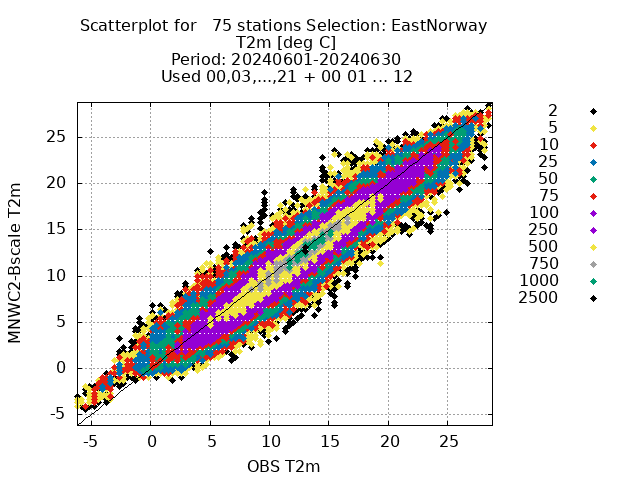 Scatterplot for   75 stations Selection: EastNorway
T2m [deg C]
Period: 20240601-20240630
Used 00,03,...,21 + 00 01 ... 12
MNWC2-Bscale T2m
25
20
15
10
5
0
-5
-5 0 5 10 15 20 25
OBS T2m
2
5
10
25
50
75
100
250
500
750
1000
2500